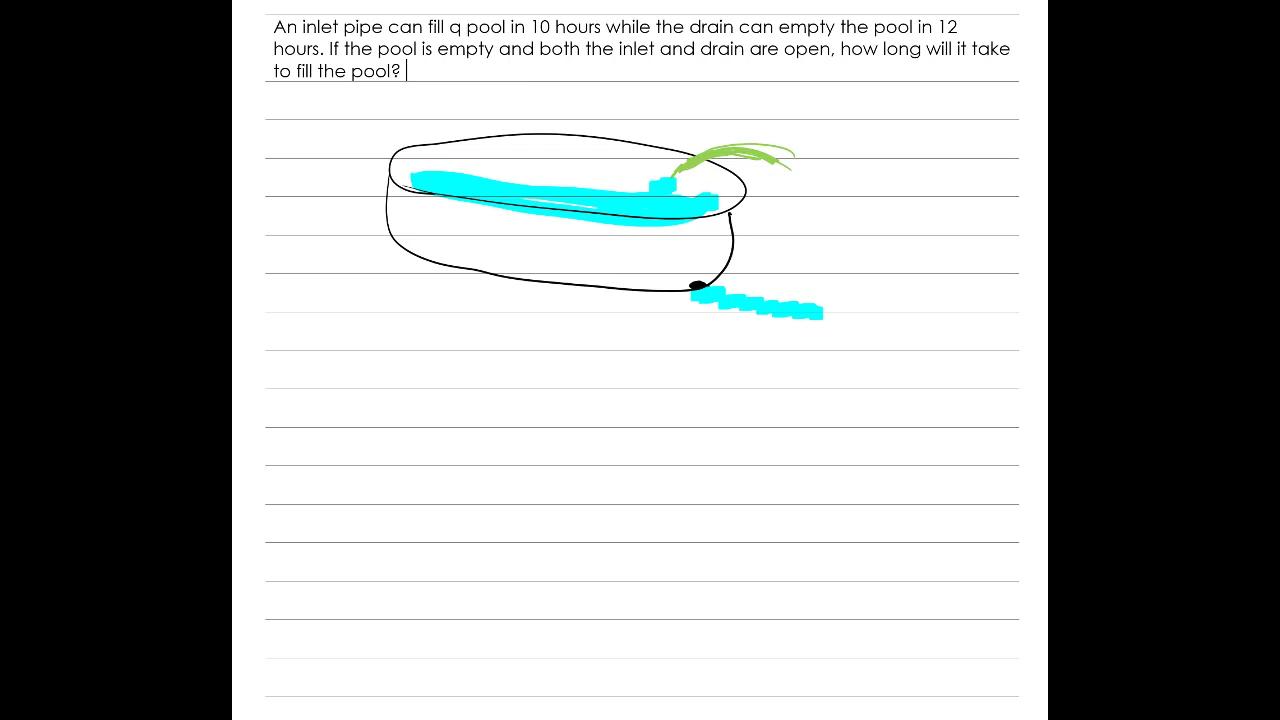 An inlet pipe can fill q pool in 10 hours while the drain can empty the pool in 12
hours. If the pool is empty and both the inlet and drain are open, how long will it take
to fill the pool?